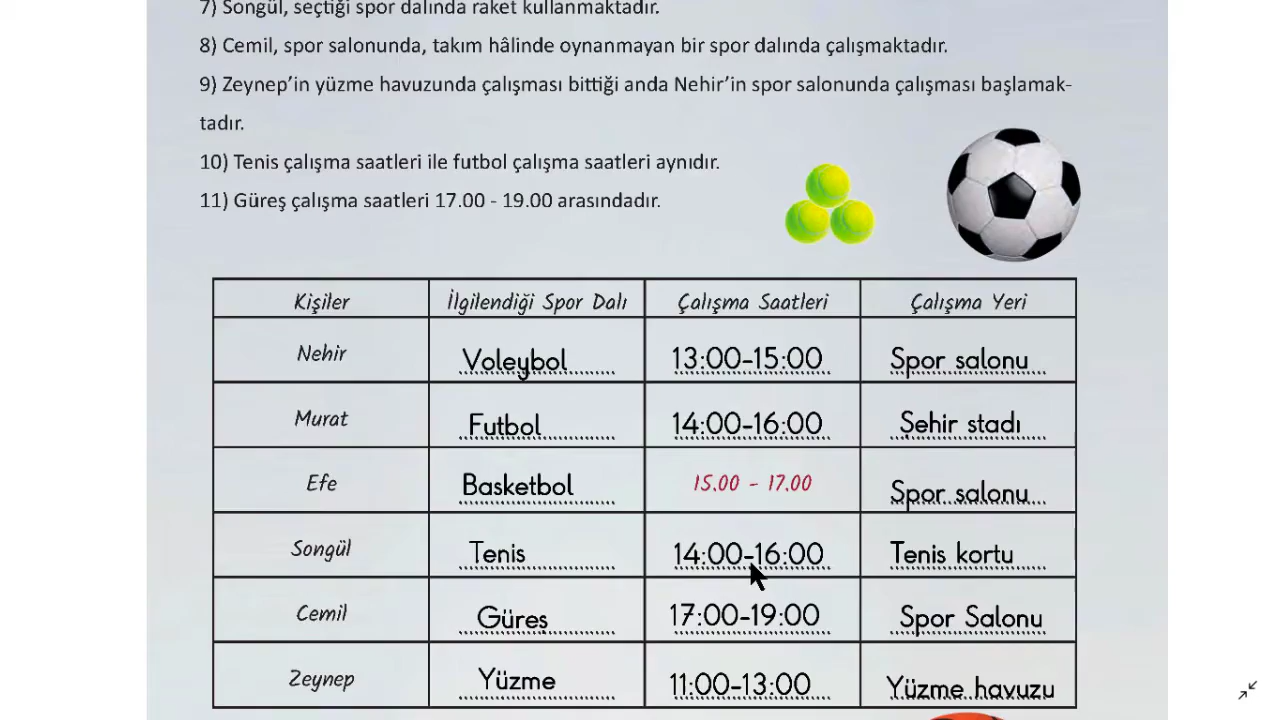 7) Songül, seçtiği spor dalında raket kullanmaktadır.
8) Cemil, spor salonunda, takım hâlinde oynanmayan bir spor dalında çalışmaktadır.
9) Zeynep’in yüzme havuzunda çalışması bittiği anda Nehir’in spor salonunda çalışması başlamak-
tadır.
10) Tenis çalışma saatleri ile futbol çalışma saatleri aynıdır.
11) Güreş çalışma saatleri 17.00 - 19.00 arasındadır.
Kişiler İlgilendiği Spor Dalı Çalışma Saatleri Çalışma Yeri
Nehir Voleybol 13:00-15:00 Spor salonu
Murat Futbol 14:00-16:00 Şehir stadı
Efe Basketbol 15.00 - 17.00 Spor salonu
Songül Tenis 14:00-16:00 Tenis kortu
Cemil Güreş 17:00-19:00 Spor Salonu
Zeynep Yüzme 11:00-13:00 Yüzme havuzu